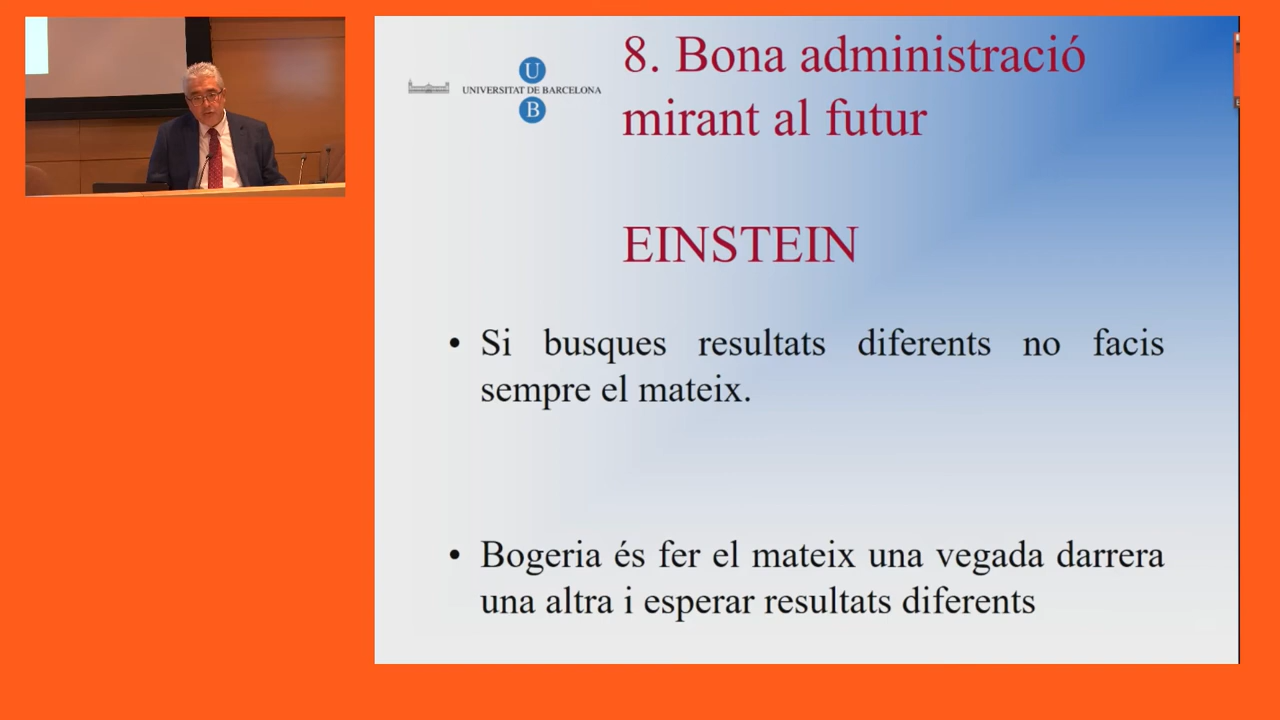 U
UNIVERSITAT DE BARCELONA
B
8. Bona administració
mirant al futur
EINSTEIN
• Si busques resultats diferents no facis
sempre el mateix.
• Bogeria és fer el mateix una vegada darrera
una altra i esperar resultats diferents